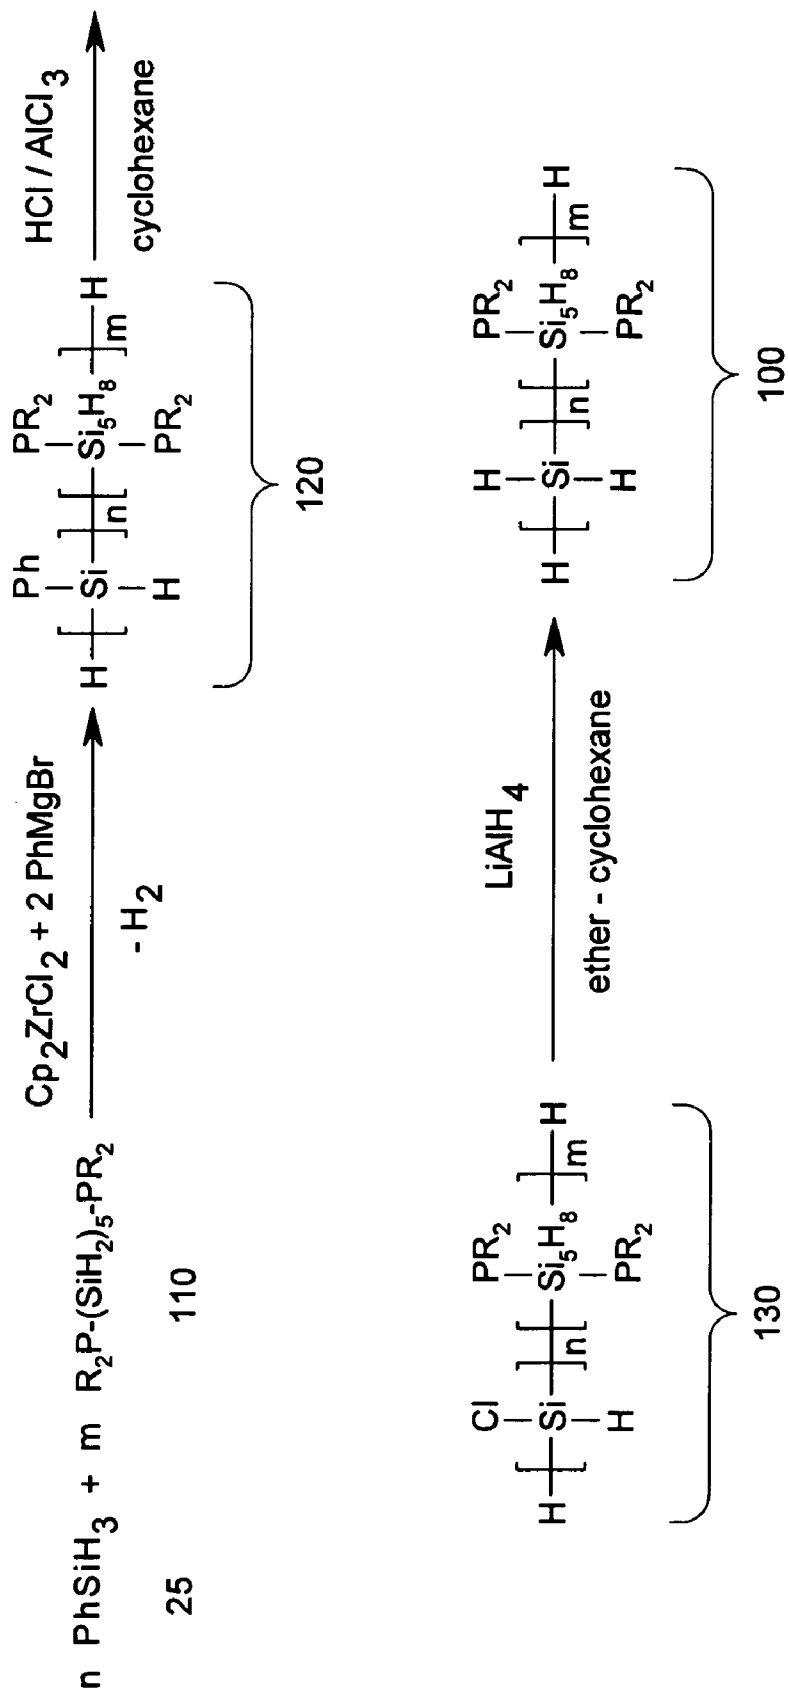 n PhSiH3 + m R2P-(SiH2)5-PR2
25
110
Cp2ZrCl2 + 2 PhMgBr
- H2
Ph PR2
H [ Si ]n [ Si5H8 ]m H
H PR2
120
HCl / AlCl3
cyclohexane
Cl PR2
H [ Si ]n [ Si5H8 ]m H
H PR2
130
LiAlH4
ether - cyclohexane
H PR2
H [ Si ]n [ Si5H8 ]m H
H PR2
100